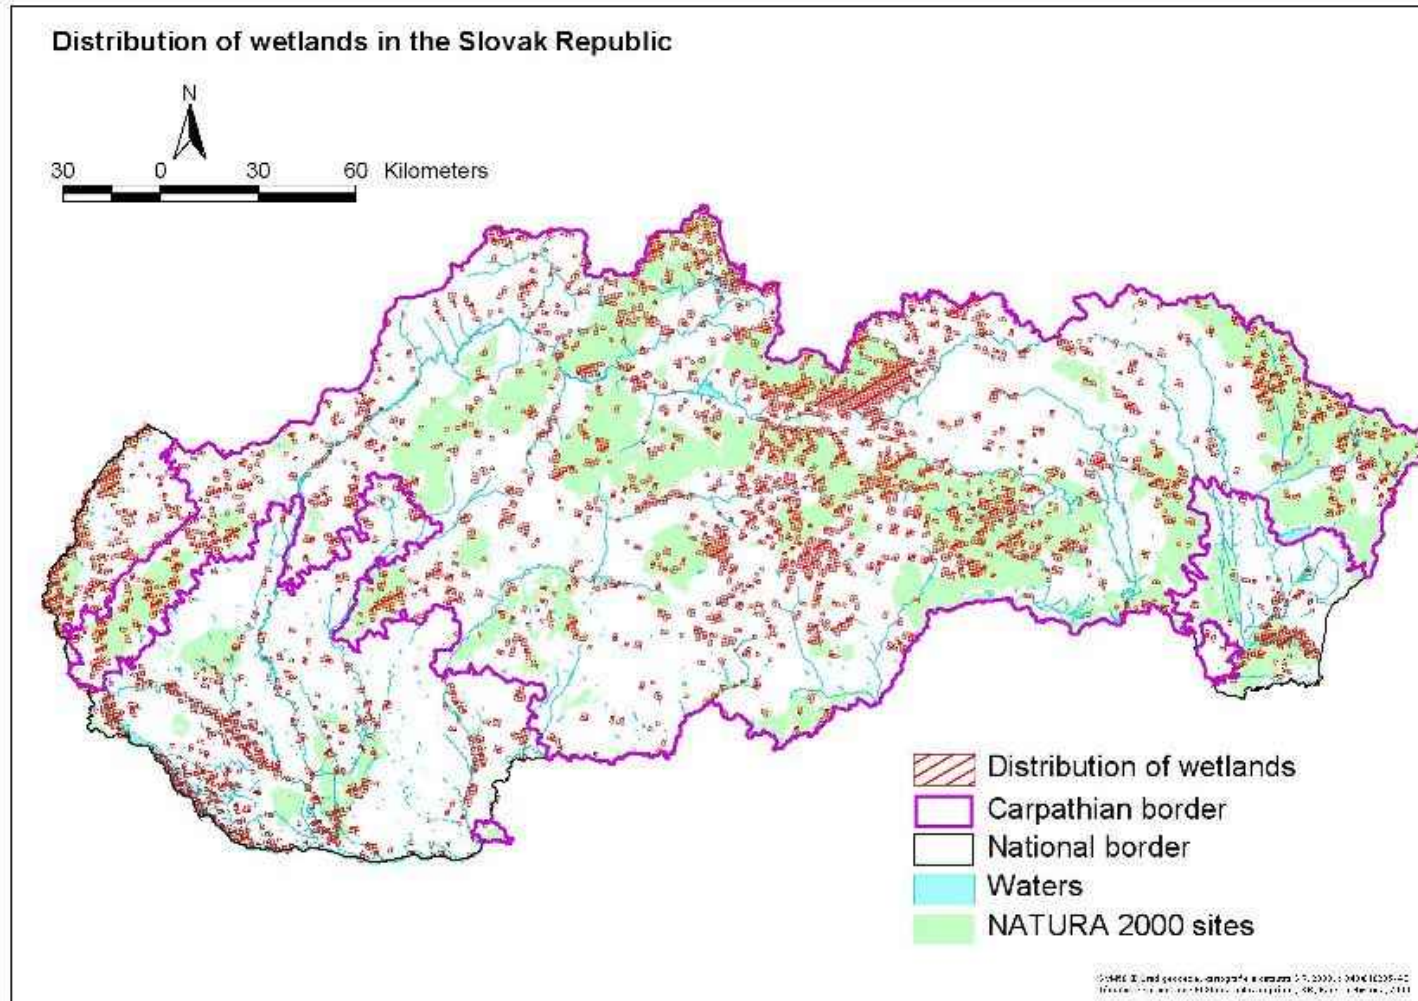 Distribution of wetlands in the Slovak Republic
N
30 0 30 60 Kilometers
Distribution of wetlands
Carpathian border
National border
Waters
NATURA 2000 sites